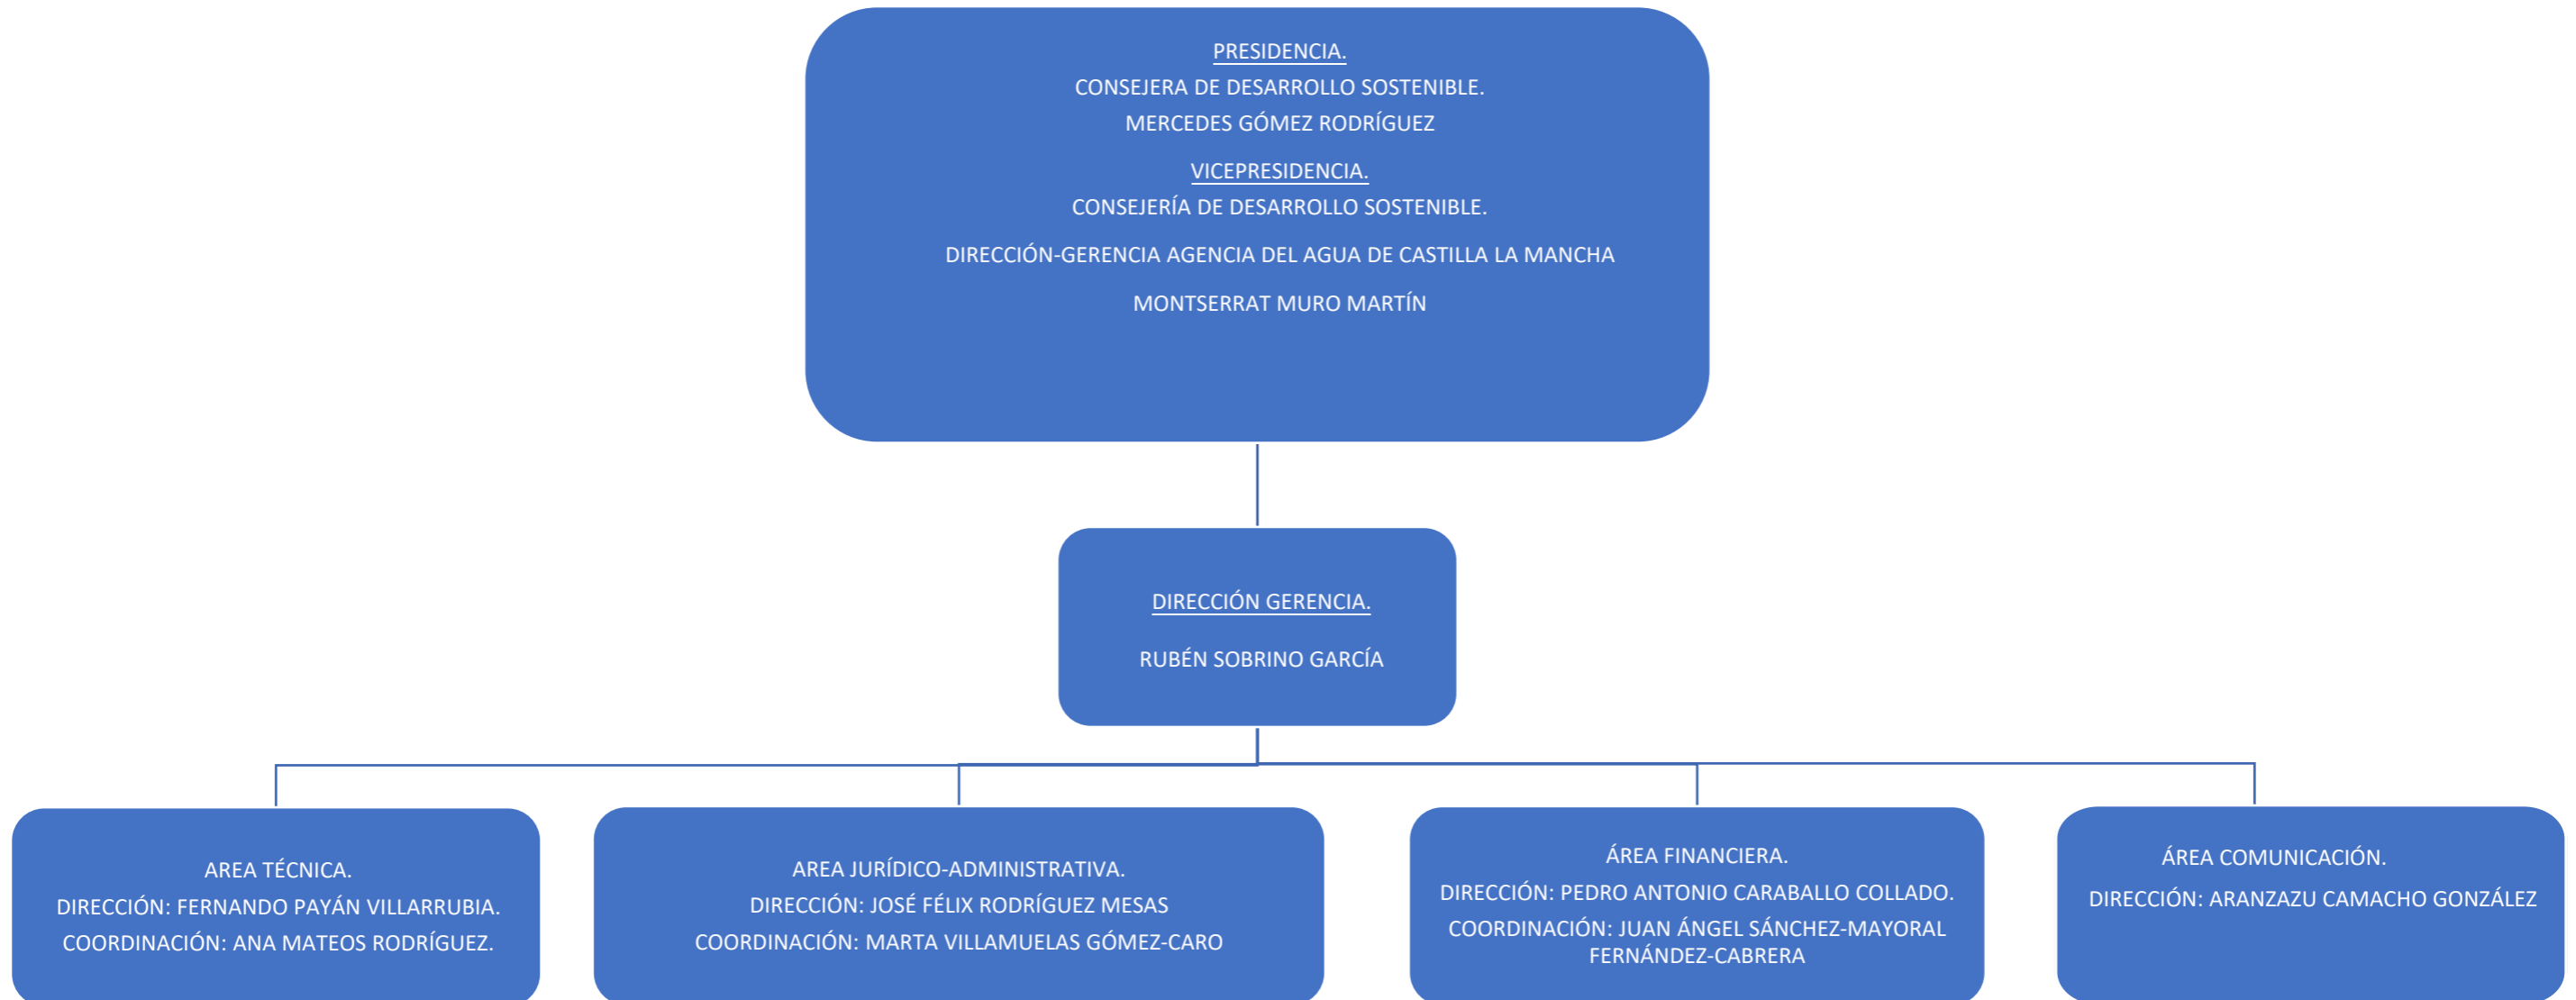 PRESIDENCIA.
CONSEJERA DE DESARROLLO SOSTENIBLE.
MERCEDES GÓMEZ RODRÍGUEZ
VICEPRESIDENCIA.
CONSEJERÍA DE DESARROLLO SOSTENIBLE.
DIRECCIÓN-GERENCIA AGENCIA DEL AGUA DE CASTILLA LA MANCHA
MONTSERRAT MURO MARTÍN
DIRECCIÓN GERENCIA.
RUBÉN SOBRINO GARCÍA
AREA TÉCNICA.
DIRECCIÓN: FERNANDO PAYÁN VILLARRUBIA.
COORDINACIÓN: ANA MATEOS RODRÍGUEZ.
AREA JURÍDICO-ADMINISTRATIVA.
DIRECCIÓN: JOSÉ FÉLIX RODRÍGUEZ MESAS
COORDINACIÓN: MARTA VILLAMUELAS GÓMEZ-CARO
ÁREA FINANCIERA.
DIRECCIÓN: PEDRO ANTONIO CARABALLO COLLADO.
COORDINACIÓN: JUAN ÁNGEL SÁNCHEZ-MAYORAL
FERNÁNDEZ-CABRERA
ÁREA COMUNICACIÓN.
DIRECCIÓN: ARANZAZU CAMACHO GONZÁLEZ